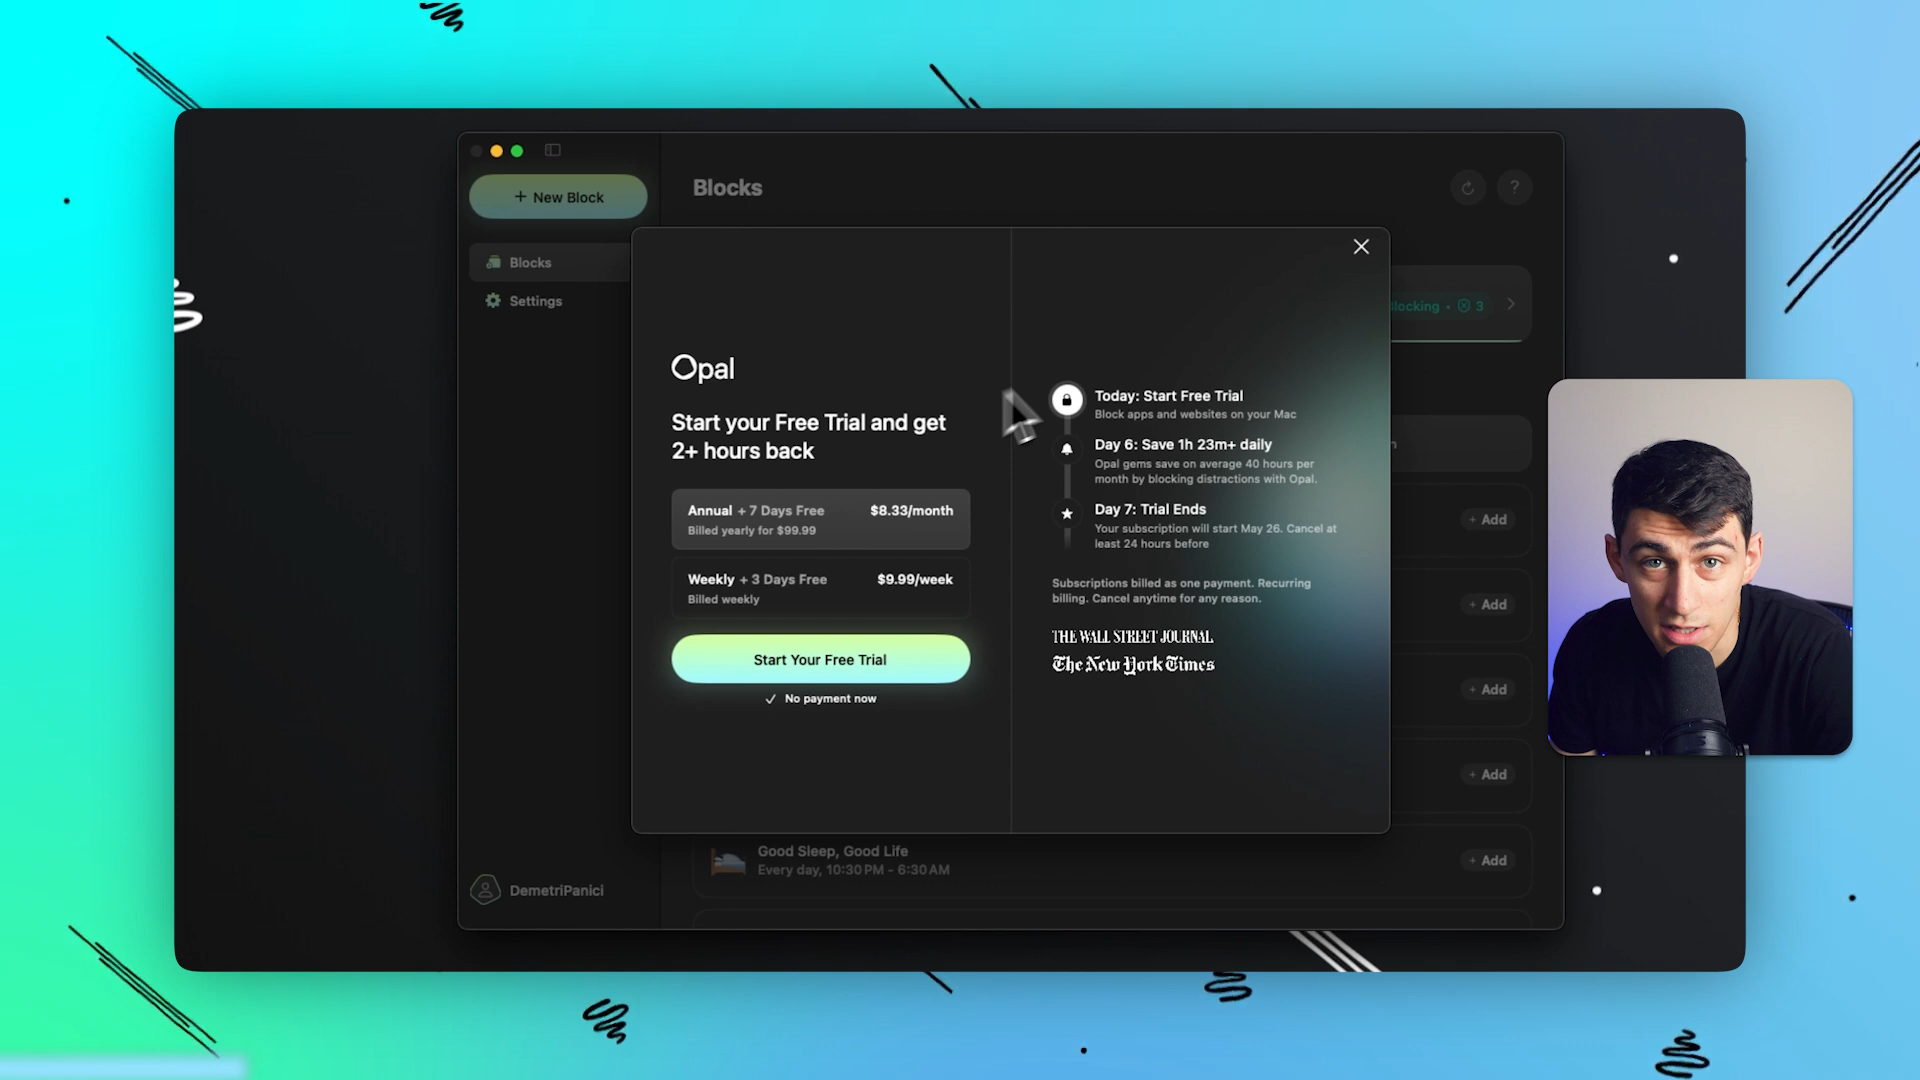 + New Block
Blocks
Settings
DemetriPanici
Blocks
?
locking • 3
Opal
Start your Free Trial and get
2+ hours back
Annual + 7 Days Free $8.33/month
Billed yearly for $99.99
Weekly + 3 Days Free $9.99/week
Billed weekly
Start Your Free Trial
✓ No payment now
Today: Start Free Trial
Block apps and websites on your Mac
Day 6: Save 1h 23m+ daily
Opal gems save on average 40 hours per
month by blocking distractions with Opal.
Day 7: Trial Ends
Your subscription will start May 26. Cancel at
least 24 hours before
Subscriptions billed as one payment. Recurring
billing. Cancel anytime for any reason.
THE WALL STREET JOURNAL
The New York Times
n
+ Add
+ Add
+ Add
+ Add
Good Sleep, Good Life
Every day, 10:30 PM - 6:30 AM
+ Add